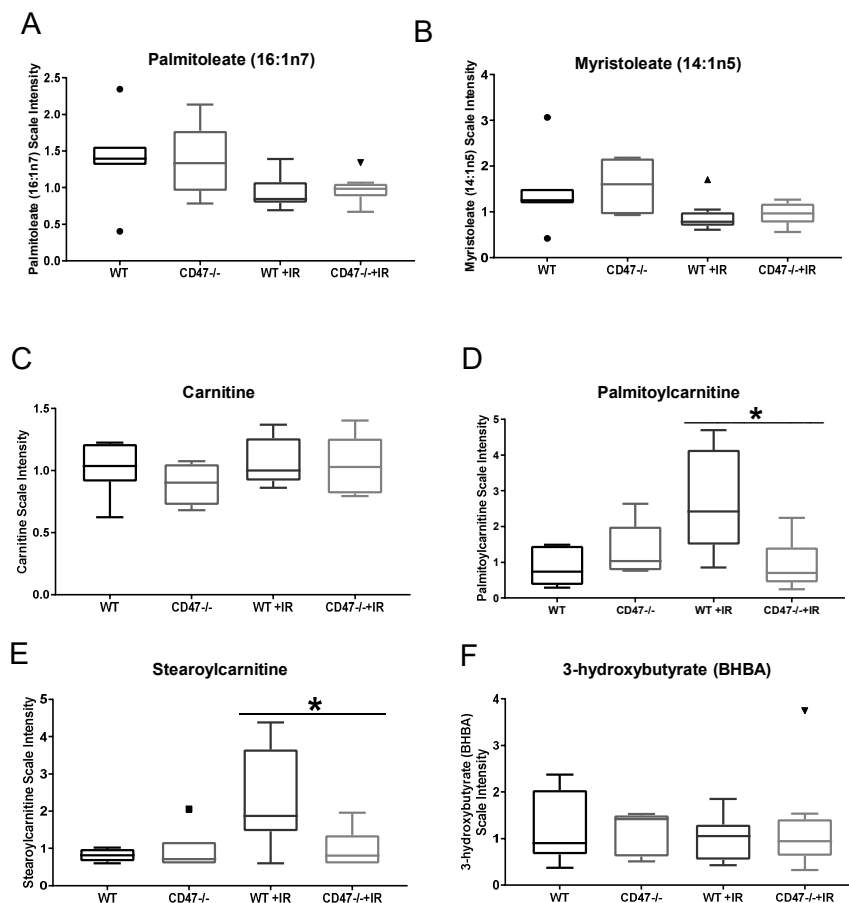 A
Palmitoleate (16:1n7)
Palmitoleate (16:1n7) Scale Intensity
2.5
2.0
1.5
1.0
0.5
0.0
WT
CD47-/-
WT +IR
CD47-/-+IR
B
Myristoleate (14:1n5)
Myristoleate (14:1n5) Scale Intensity
4
3
2
1
0
WT
CD47-/-
WT +IR
CD47-/-+IR
C
Carnitine
Carnitine Scale Intensity
1.5
1.0
0.5
0.0
WT
CD47-/-
WT +IR
CD47-/-+IR
D
Palmitoylcarnitine
Palmitoylcarnitine Scale Intensity
5
4
3
2
1
0
*
WT
CD47-/-
WT +IR
CD47-/-+IR
E
Stearoylcarnitine
Stearoylcarnitine Scale Intensity
5
4
3
2
1
0
*
WT
CD47-/-
WT +IR
CD47-/-+IR
F
3-hydroxybutyrate (BHBA)
3-hydroxybutyrate (BHBA)
Scale Intensity
4
3
2
1
0
WT
CD47-/-
WT +IR
CD47-/-+IR